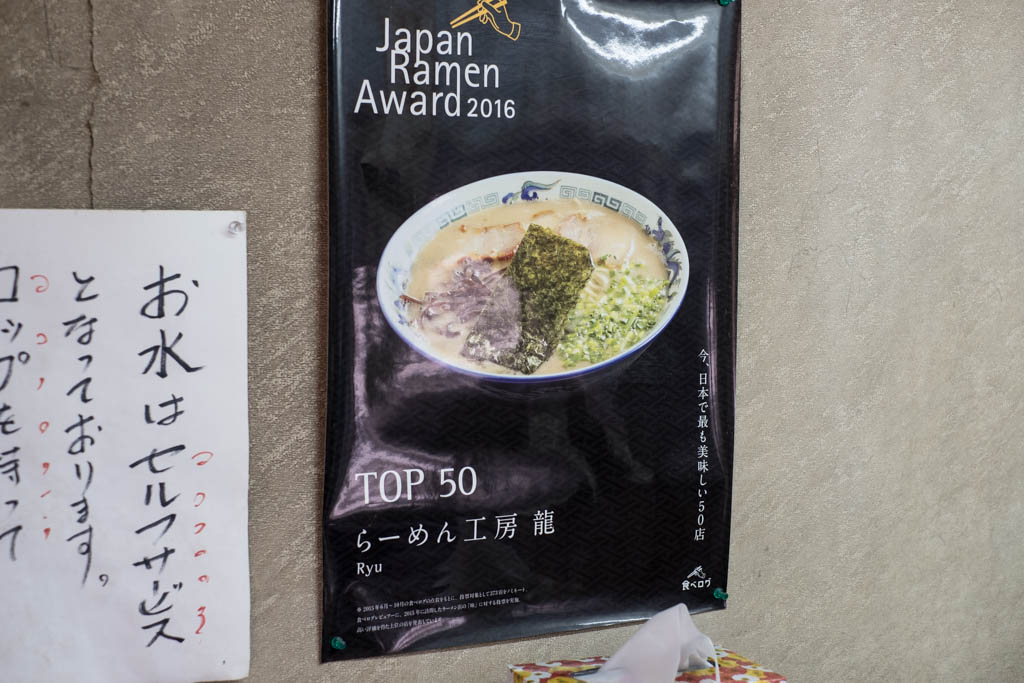 Japan
Ramen
Award 2016
今、日本で最も美味しい50店
TOP 50
らーめん工房 龍
Ryu
食べログ
お水はセルフサービス
となっております。
コップを持って